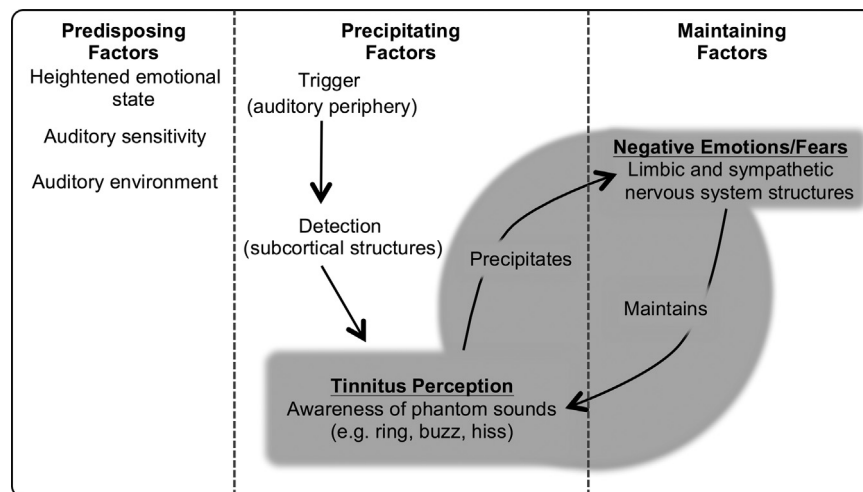 Predisposing
Factors
Heightened emotional
state
Auditory sensitivity
Auditory environment
Precipitating
Factors
Trigger
(auditory periphery)
Detection
(subcortical structures)
Precipitates
Tinnitus Perception
Awareness of phantom sounds
(e.g. ring, buzz, hiss)
Maintaining
Factors
Negative Emotions/Fears
Limbic and sympathetic
nervous system structures
Maintains